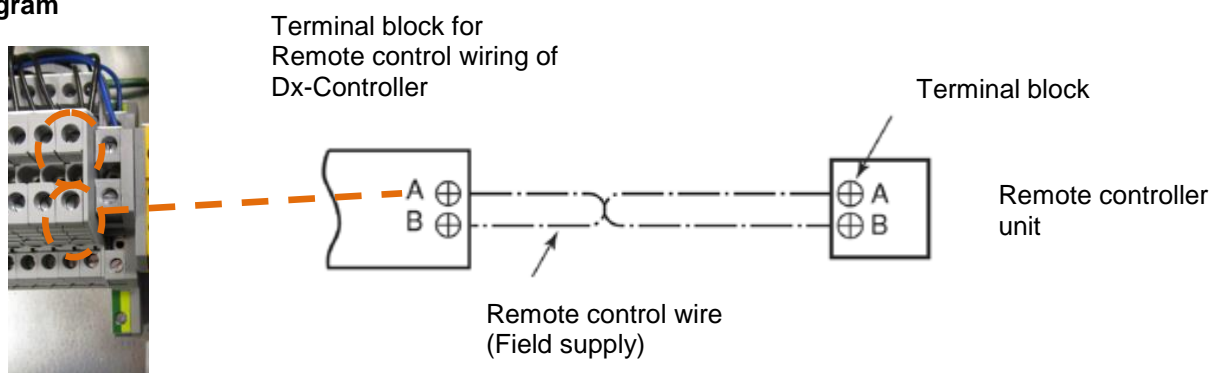 gram
Terminal block for
Remote control wiring of
Dx-Controller
Terminal block
A
B
A
B
Remote controller
unit
Remote control wire
(Field supply)